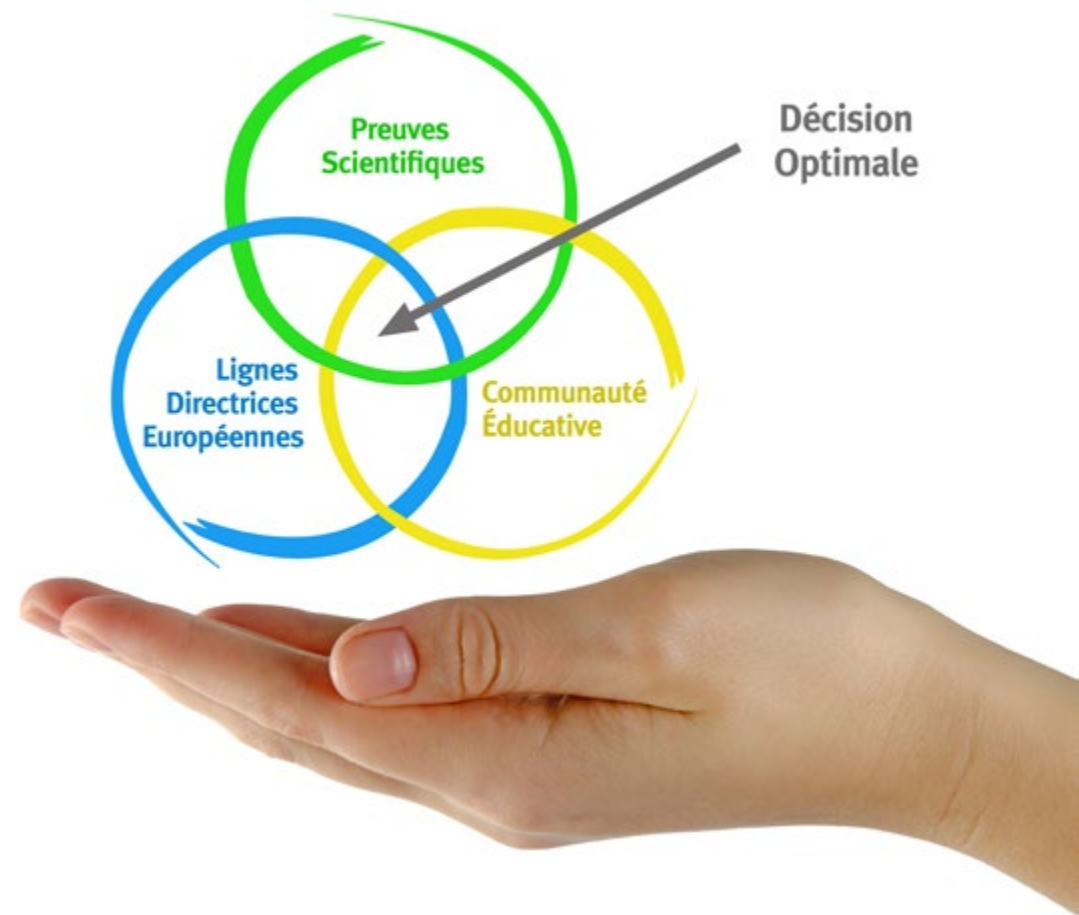 Preuves
Scientifiques
Décision
Optimale
Lignes
Directrices
Européennes
Communauté
Éducative